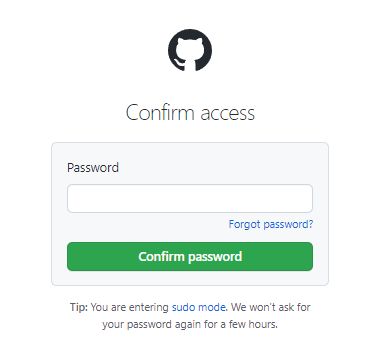 Confirm access
Password
Forgot password?
Confirm password
Tip: You are entering sudo mode. We won't ask for
your password again for a few hours.